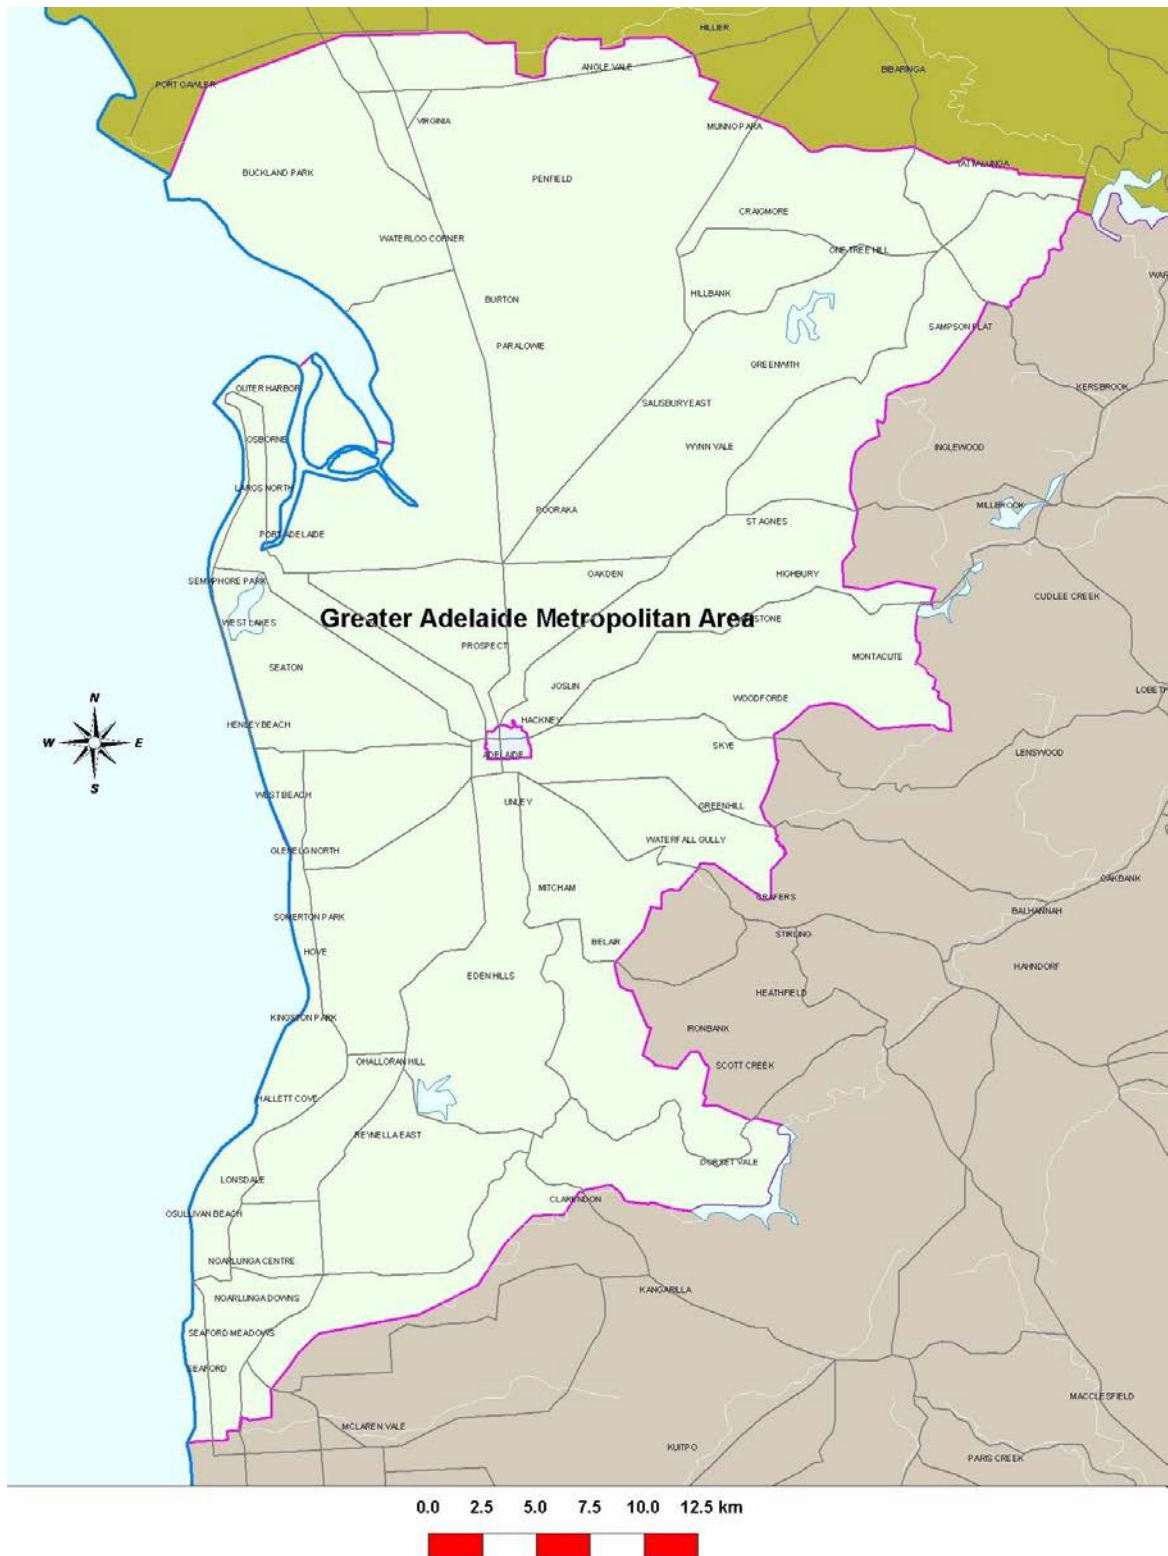 HILLIER
ANGLE VALE
BIBARINGA
PORT GAWLER
VIRGINIA
MUNNO PARA
YATTALUNGA
BUCKLAND PARK
PENFIELD
CRAIGMORE
WATERLOO CORNER
ONE TREE HILL
HILLBANK
BURTON
SAMPSON FLAT
PARALOWIE
GREENWITH
OUTER HARBOR
KERSBROOK
SALISBURY EAST
OSBORNE
WYNN VALE
INGLEWOOD
LARGS NORTH
MILLBROOK
POORAKA
ST AGNES
PORT ADELAIDE
OAKDEN
HIGHBURY
SEMAPHORE PARK
CUDLEE CREEK
Greater Adelaide Metropolitan Area
WEST LAKES
PROSPECT
MONTACUTE
SEATON
JOSLIN
WOODFORDE
N
HENLEY BEACH
HACKNEY
W E
SKYE
S
ADELAIDE
LENSWOOD
WEST BEACH
UNLEY
GREENHILL
WATERFALL GULLY
GLENELG NORTH
OAKBANK
MITCHAM
CRAFERS
BALHANNAH
SOMERTON PARK
STIRLING
BELAIR
HOVE
HAHNDORF
EDEN HILLS
HEATHFIELD
KINGSTON PARK
IRONBANK
OHALLORAN HILL
SCOTT CREEK
HALLETT COVE
REYNELLA EAST
DORSET VALE
LONSDALE
CLARENDON
OSULLIVAN BEACH
NOARLUNGA CENTRE
KANGARILLA
NOARLUNGA DOWNS
SEAFORD MEADOWS
SEAFORD
MACCLESFIELD
MCLAREN VALE
KUITPO
PARIS CREEK
0.0 2.5 5.0 7.5 10.0 12.5 km